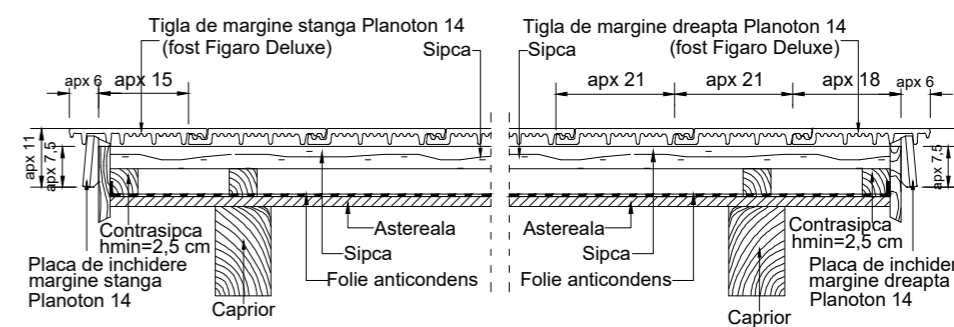 Tigla de margine stanga Planoton 14
(fost Figaro Deluxe)
Sipca
apx 6
apx 15
Tigla de margine dreapta Planoton 14
(fost Figaro Deluxe)
Sipca
apx 21
apx 21
apx 18
apx 6
apx 11
apx 7,5
apx 7,5
Contrasipca
hmin=2,5 cm
Placa de inchidere
margine stanga
Planoton 14
Astereala
Sipca
Folie anticondens
Caprior
Astereala
Sipca
Folie anticondens
Caprior
Contrasipca
hmin=2,5 cm
Placa de inchider
margine dreapta
Planoton 14